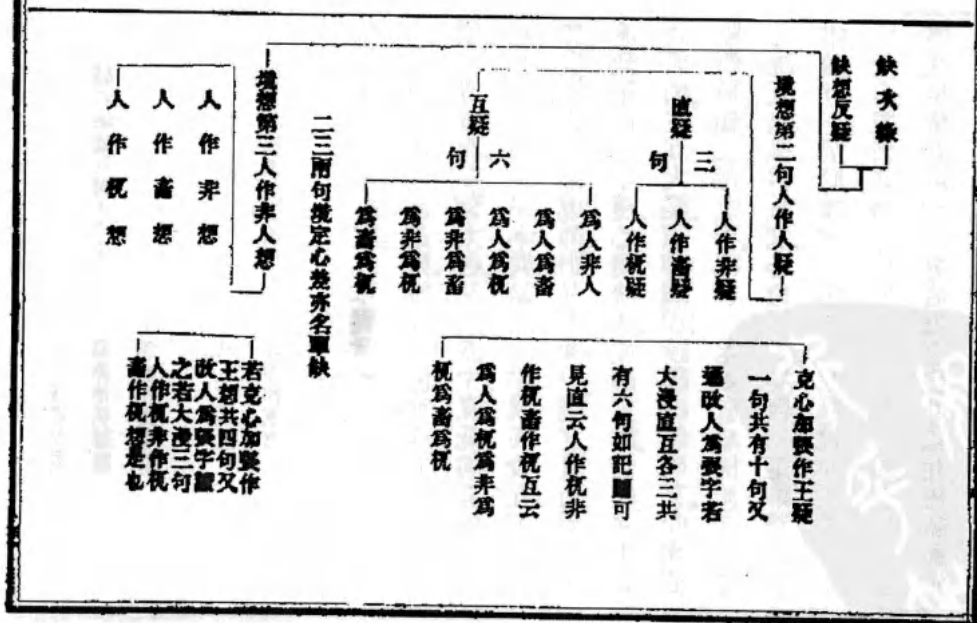 缺次緣
缺想反疑
境想第二句人作人疑
直疑
三句
人作非疑
人作畜疑
人作杌疑
互疑
六句
為人非人
為人為畜
為人為杌
為非為畜
為非為杌
為畜為杌
二三兩句境定心差亦名單缺
境想第三人作非人想
人作非想
人作畜想
人作杌想
克心加張作王疑
一句共有十句又
通改人為張字若
大漫直互各三共
有六句如記圖可
見直云人作杌非
作杌畜作杌互云
為人為杌為非為
杌為畜為杌
若克心加張作
王想共四句又
改人為張字讀
之若大漫三句
人作杌非作杌
畜作杌想是也